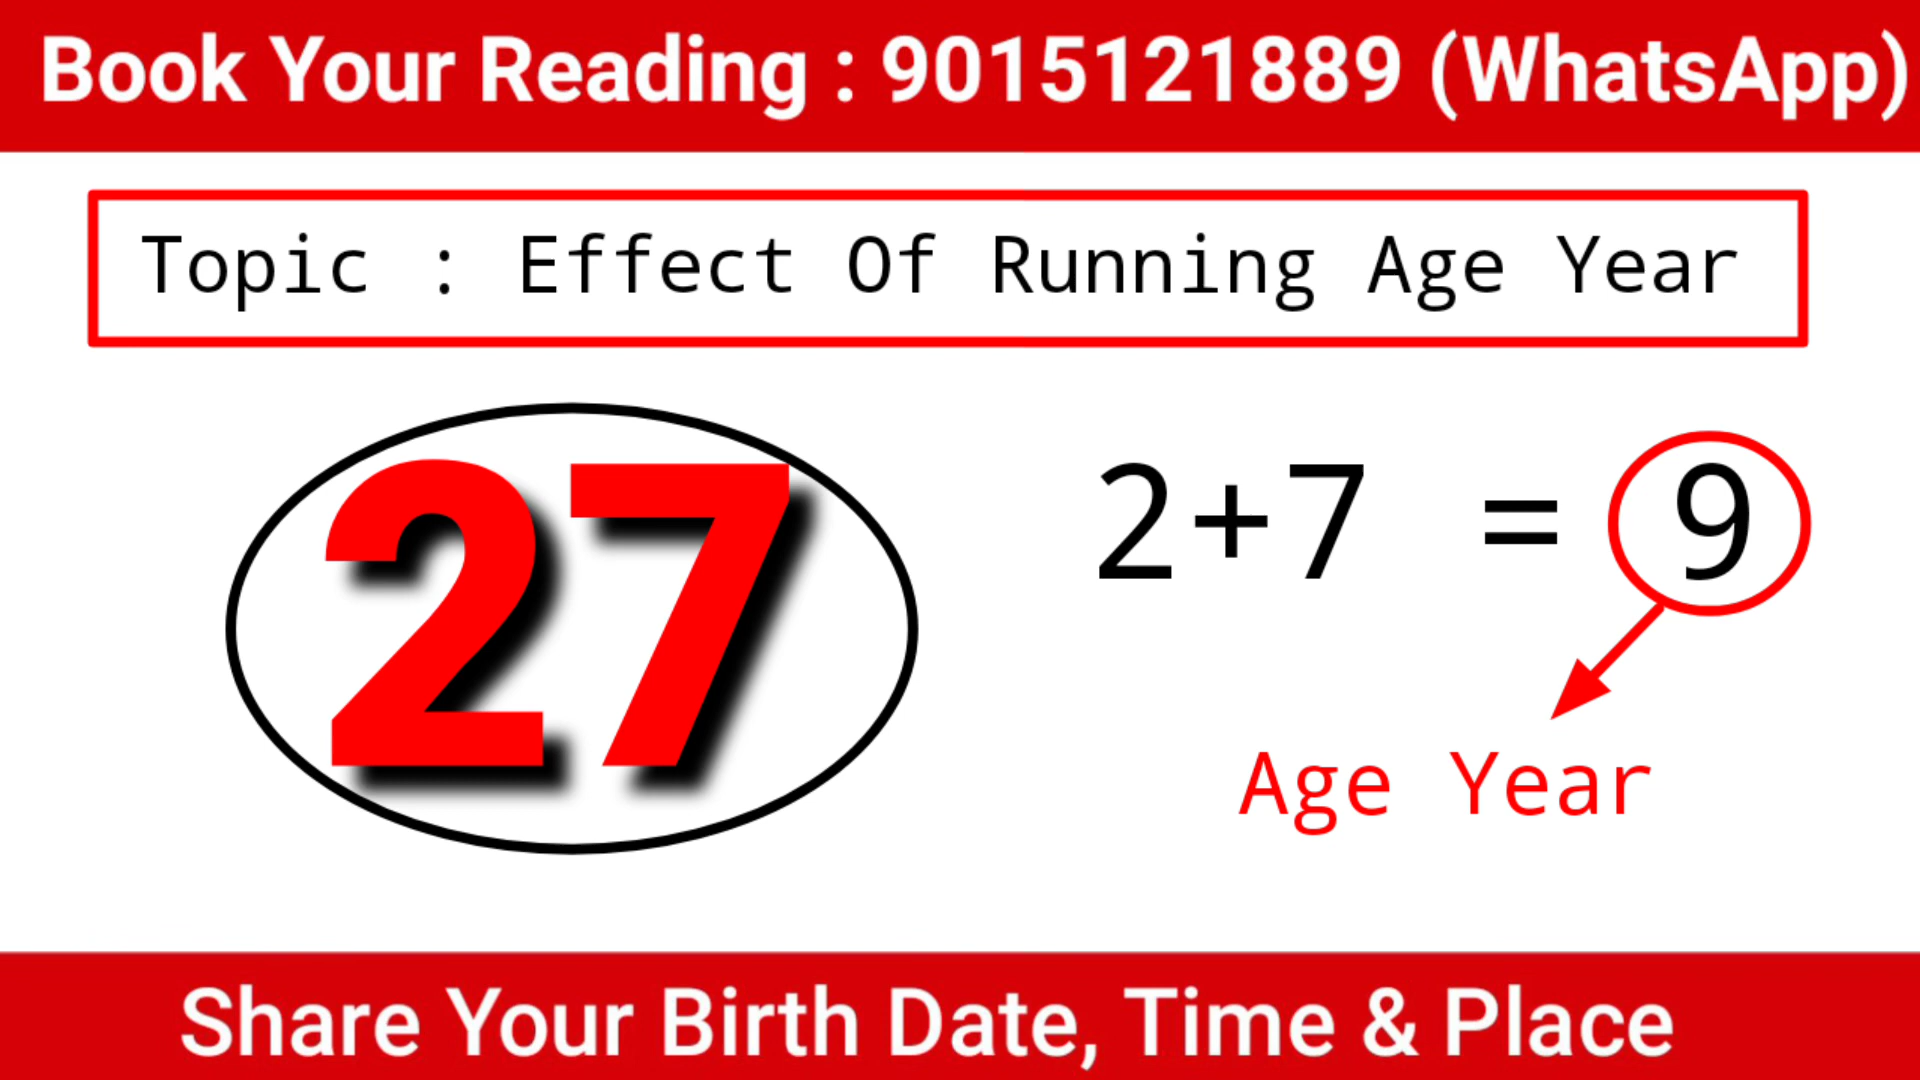 Book Your Reading : 9015121889 (WhatsApp)
Topic : Effect Of Running Age Year
27
2+7 = 9
Age Year
Share Your Birth Date, Time & Place